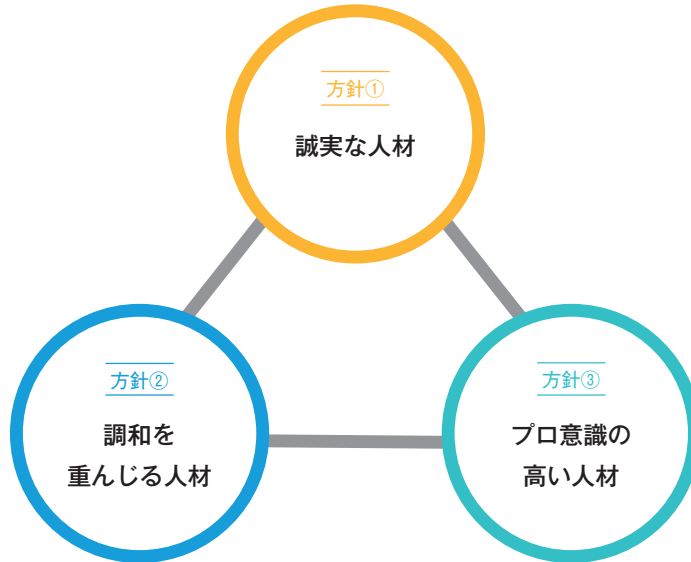 方針①
誠実な人材
方針②
調和を
重んじる人材
方針③
プロ意識の
高い人材